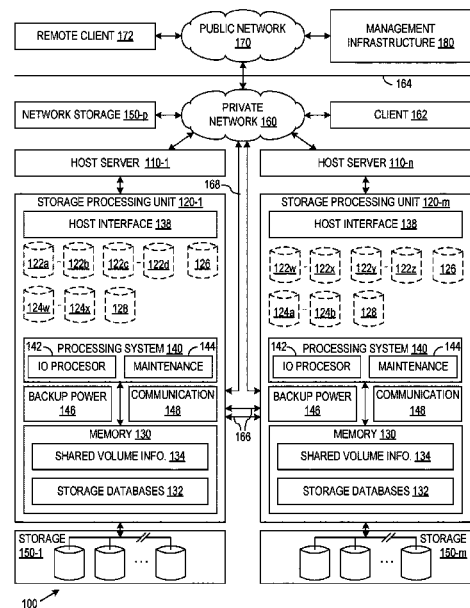 REMOTE CLIENT 172
PUBLIC NETWORK 170
MANAGEMENT INFRASTRUCTURE 180
164
NETWORK STORAGE 150-p
PRIVATE NETWORK 160
CLIENT 162
HOST SERVER 110-1
168
HOST SERVER 110-n
STORAGE PROCESSING UNIT 120-1
HOST INTERFACE 138
122a 122b 122c 122d 126
124w 124x 128
142 PROCESSING SYSTEM 140 144
IO PROCESOR MAINTENANCE
BACKUP POWER 146
COMMUNICATION 148
MEMORY 130
SHARED VOLUME INFO. 134
STORAGE DATABASES 132
STORAGE 150-1
...
166
STORAGE PROCESSING UNIT 120-m
HOST INTERFACE 138
122w 122x 122y 122z 126
124a 124b 128
142 PROCESSING SYSTEM 140 144
IO PROCESOR MAINTENANCE
BACKUP POWER 146
COMMUNICATION 148
MEMORY 130
SHARED VOLUME INFO. 134
STORAGE DATABASES 132
STORAGE 150-m
...
100